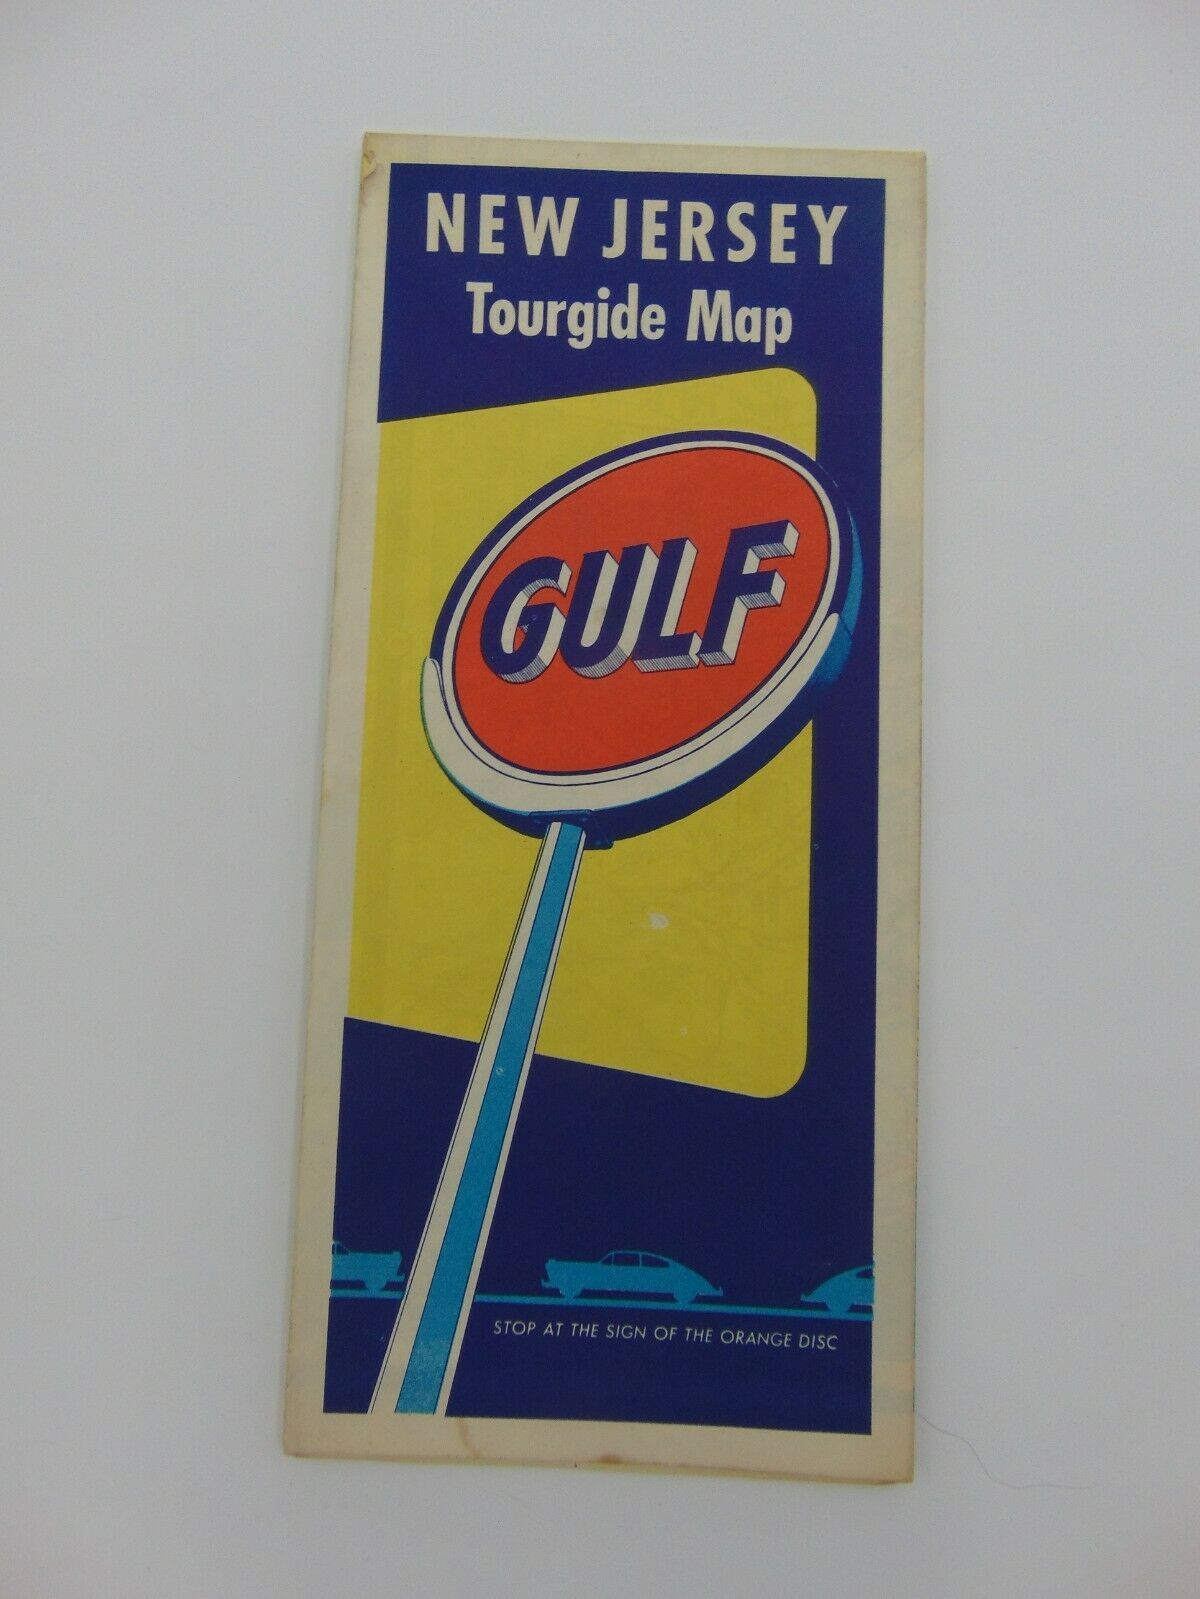 NEW JERSEY
Tourgide Map
GULF
STOP AT THE SIGN OF THE ORANGE DISC